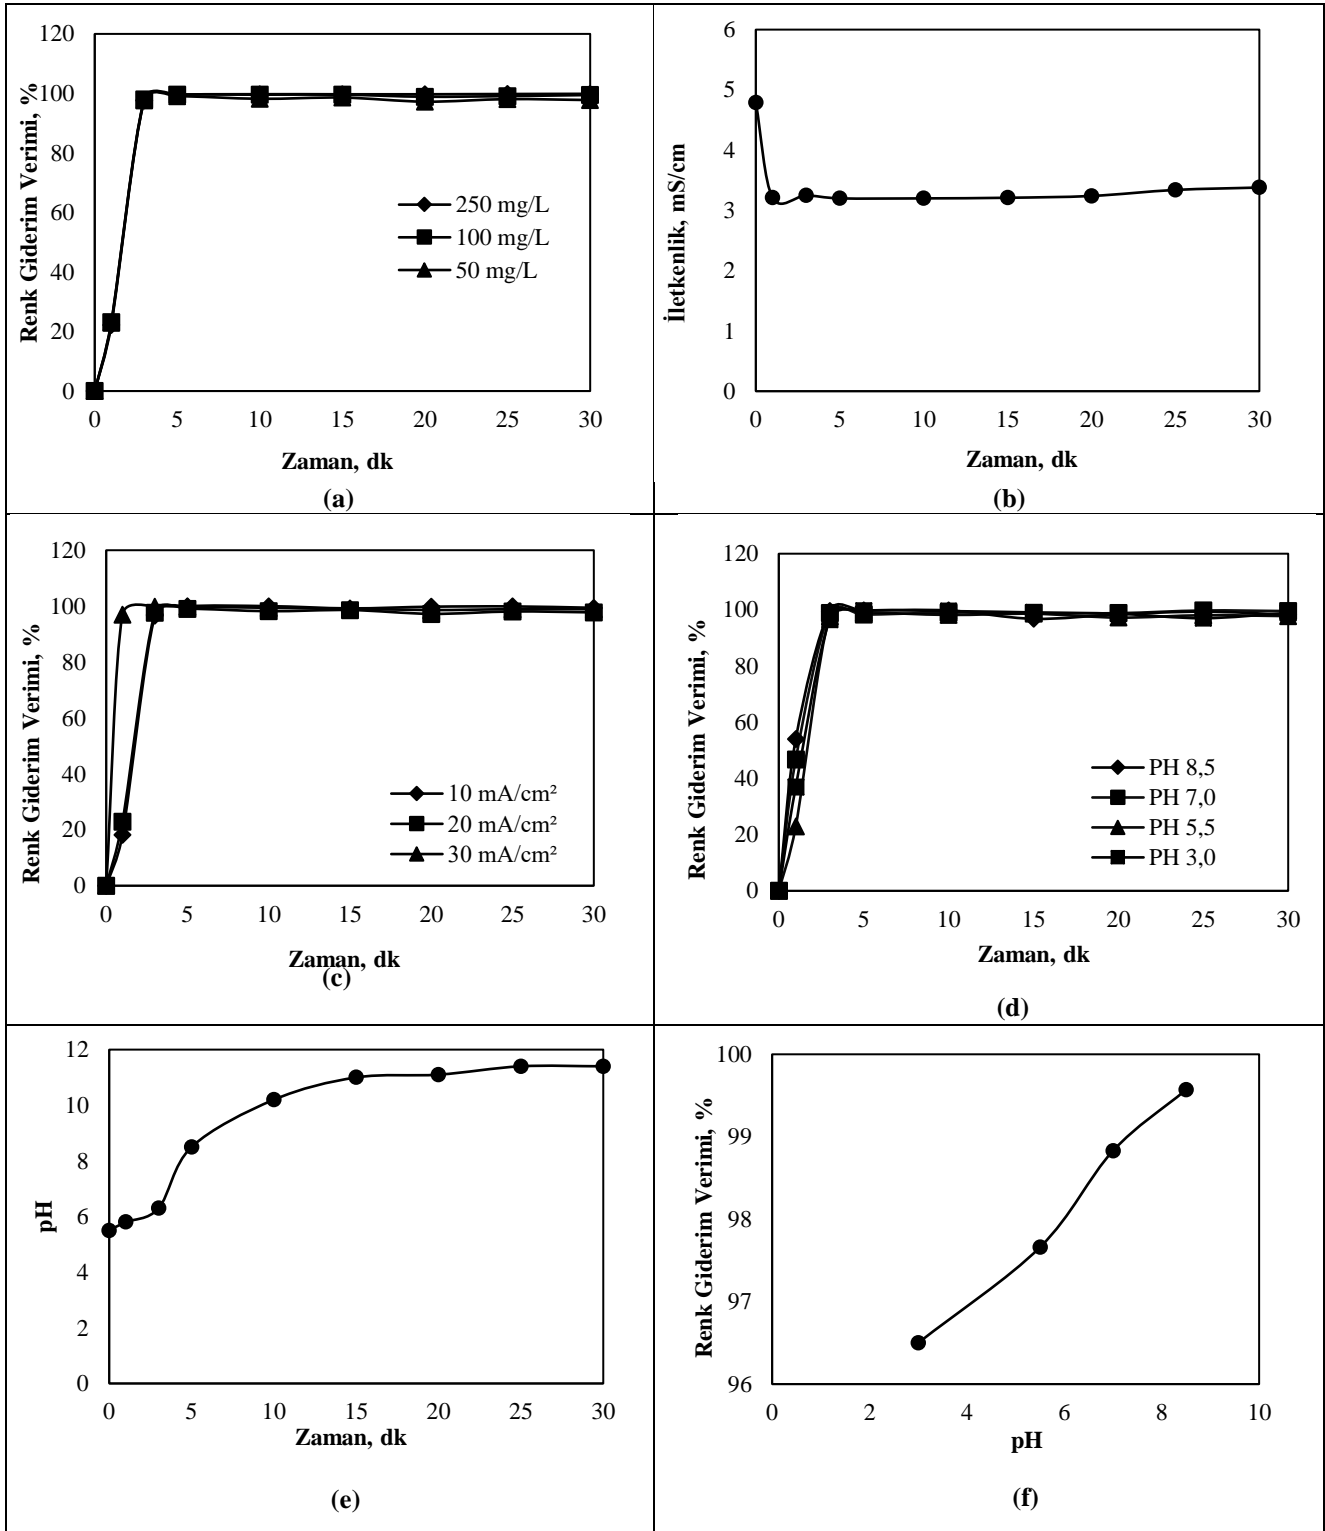 120
100
80
60
40
20
0
Renk Giderim Verimi, %
250 mg/L
100 mg/L
50 mg/L
0 5 10 15 20 25 30
Zaman, dk
(a)
6
5
4
3
2
1
0
İletkenlik, mS/cm
0 5 10 15 20 25 30
Zaman, dk
(b)
120
100
80
60
40
20
0
Renk Giderim Verimi, %
10 mA/cm²
20 mA/cm²
30 mA/cm²
0 5 10 15 20 25 30
Zaman, dk
(c)
120
100
80
60
40
20
0
Renk Giderim Verimi, %
PH 8,5
PH 7,0
PH 5,5
PH 3,0
0 5 10 15 20 25 30
Zaman, dk
(d)
12
10
8
6
4
2
0
pH
0 5 10 15 20 25 30
Zaman, dk
(e)
100
99
98
97
96
Renk Giderim Verimi, %
0 2 4 6 8 10
pH
(f)